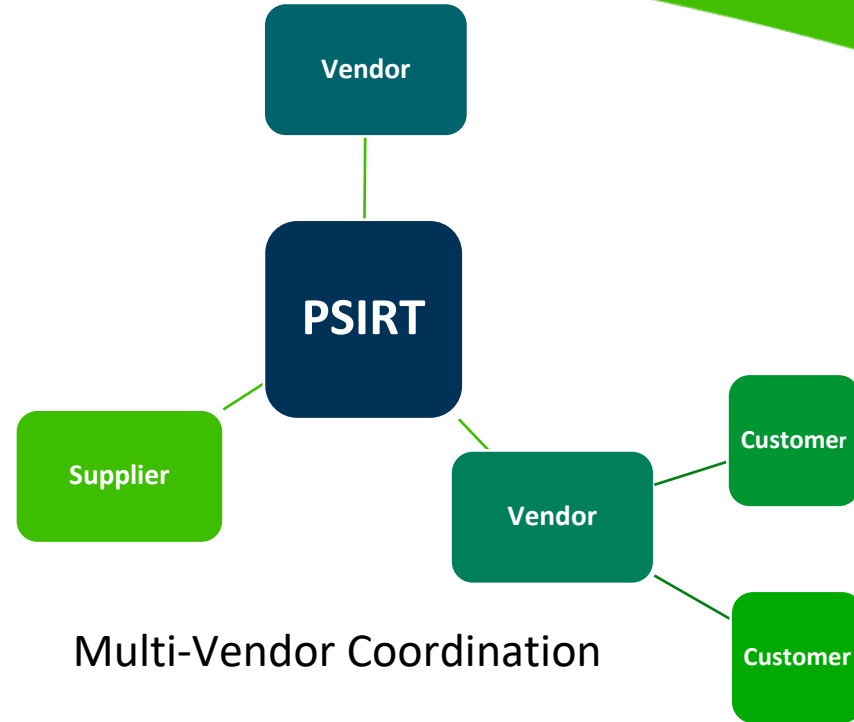 Vendor
PSIRT
Customer
Supplier
Vendor
Multi-Vendor Coordination
Customer